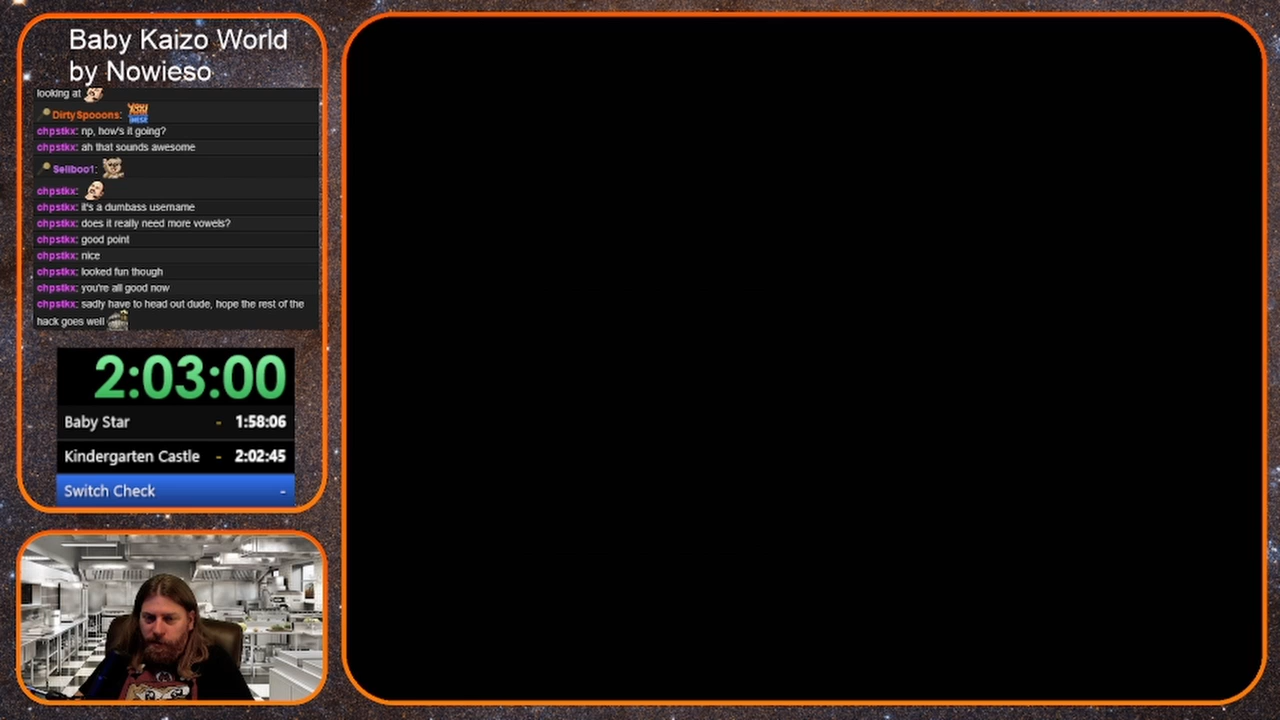 Baby Kaizo World
by Nowieso
looking at
DirtySpooons:
chpstkx: np, how's it going?
chpstkx: ah that sounds awesome
Sellboo1:
chpstkx:
chpstkx: it's a dumbass username
chpstkx: does it really need more vowels?
chpstkx: good point
chpstkx: nice
chpstkx: looked fun though
chpstkx: you're all good now
chpstkx: sadly have to head out dude, hope the rest of the
hack goes well
2:03:00
Baby Star - 1:58:06
Kindergarten Castle - 2:02:45
Switch Check -